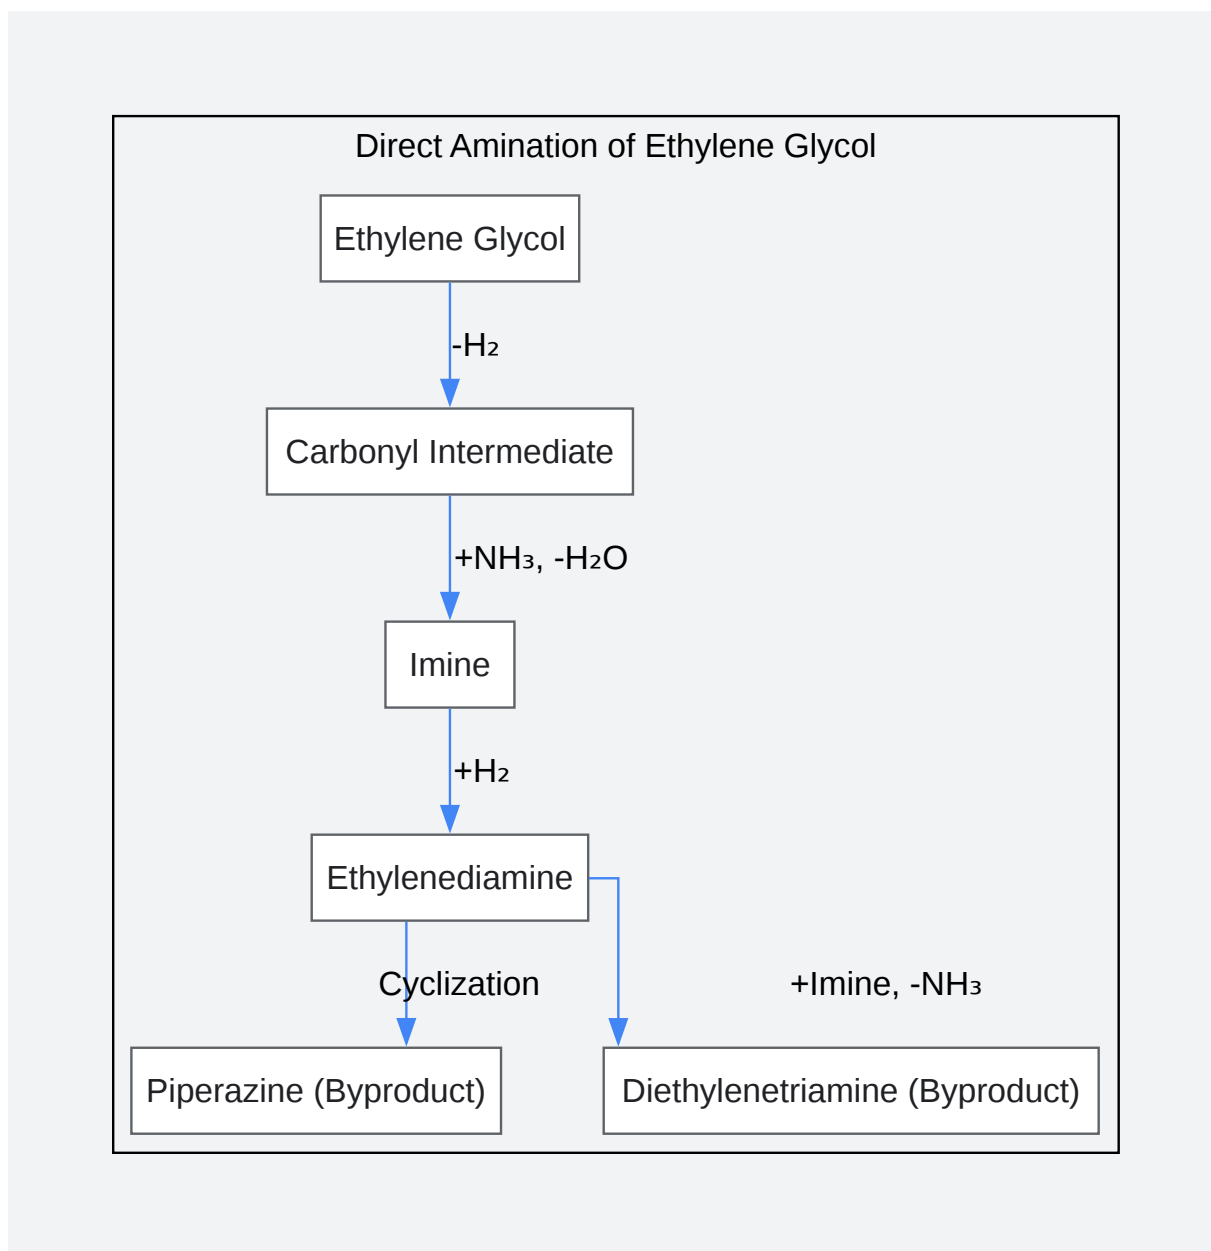 Direct Amination of Ethylene Glycol
Ethylene Glycol
-H₂
Carbonyl Intermediate
+NH₃, -H₂O
Imine
+H₂
Ethylenediamine
Cyclization
+Imine, -NH₃
Piperazine (Byproduct)
Diethylenetriamine (Byproduct)